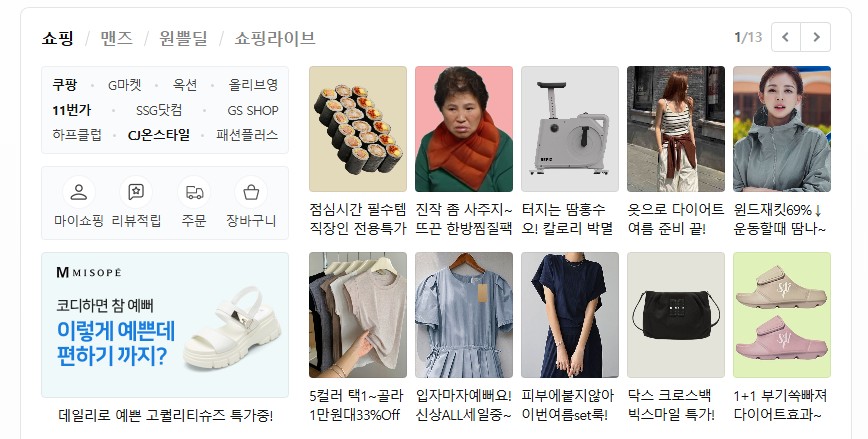 쇼핑 / 맨즈 / 원쁠딜 / 쇼핑라이브
1/13
쿠팡 · G마켓 · 옥션 · 올리브영
11번가 · SSG닷컴 · GS SHOP
하프클럽 · CJ온스타일 · 패션플러스
마이쇼핑 리뷰적립 주문 장바구니
M MISOPÉ
코디하면 참 예뻐
이렇게 예쁜데
편하기 까지?
데일리로 예쁜 고퀄리티슈즈 특가중!
점심시간 필수템
직장인 전용특가
진작 좀 사주지~
뜨끈 한방찜질팩
터지는 땀홍수
오! 칼로리 박멸
옷으로 다이어트
여름 준비 끝!
윈드재킷69%↓
운동할때 땀나~
5컬러 택1~골라
1만원대33%Off
입자마자예뻐요!
신상ALL세일중~
피부에붙지않아
이번여름set룩!
닥스 크로스백
빅스마일 특가!
1+1 부기쏙빠져
다이어트효과~